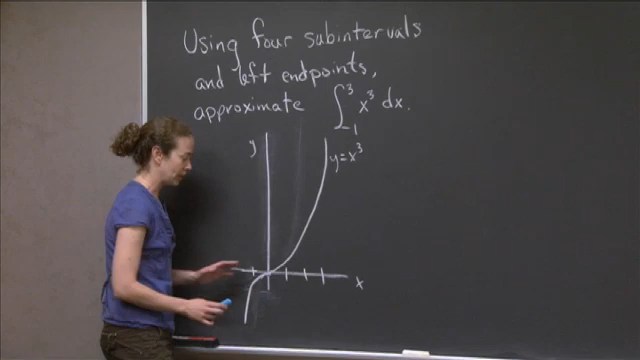 Using four subintervals
and left endpoints,
approximate ∫₋₁³ x³ dx.
y
y=x³
x